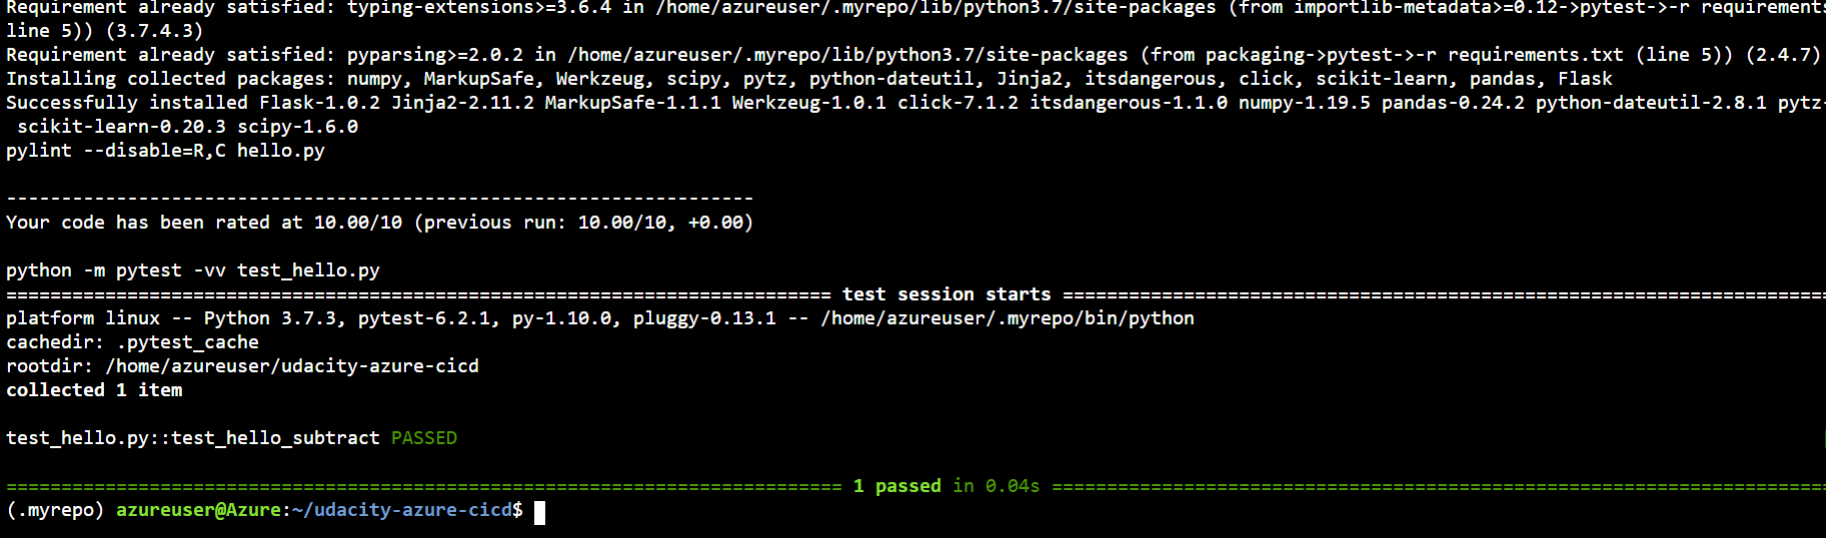 Requirement already satisfied: typing-extensions>=3.6.4 in /home/azureuser/.myrepo/lib/python3.7/site-packages (from importlib-metadata>=0.12->pytest->-r requirements
line 5)) (3.7.4.3)
Requirement already satisfied: pyparsing>=2.0.2 in /home/azureuser/.myrepo/lib/python3.7/site-packages (from packaging->pytest->-r requirements.txt (line 5)) (2.4.7)
Installing collected packages: numpy, MarkupSafe, Werkzeug, scipy, pytz, python-dateutil, Jinja2, itsdangerous, click, scikit-learn, pandas, Flask
Successfully installed Flask-1.0.2 Jinja2-2.11.2 MarkupSafe-1.1.1 Werkzeug-1.0.1 click-7.1.2 itsdangerous-1.1.0 numpy-1.19.5 pandas-0.24.2 python-dateutil-2.8.1 pytz-
 scikit-learn-0.20.3 scipy-1.6.0
pylint --disable=R,C hello.py
--------------------------------------------------------------------
Your code has been rated at 10.00/10 (previous run: 10.00/10, +0.00)
python -m pytest -vv test_hello.py
=========================================================================== test session starts ======================================================================
platform linux -- Python 3.7.3, pytest-6.2.1, py-1.10.0, pluggy-0.13.1 -- /home/azureuser/.myrepo/bin/python
cachedir: .pytest_cache
rootdir: /home/azureuser/udacity-azure-cicd
collected 1 item
test_hello.py::test_hello_subtract PASSED
============================================================================ 1 passed in 0.04s =======================================================================
(.myrepo) azureuser@Azure:~/udacity-azure-cicd$